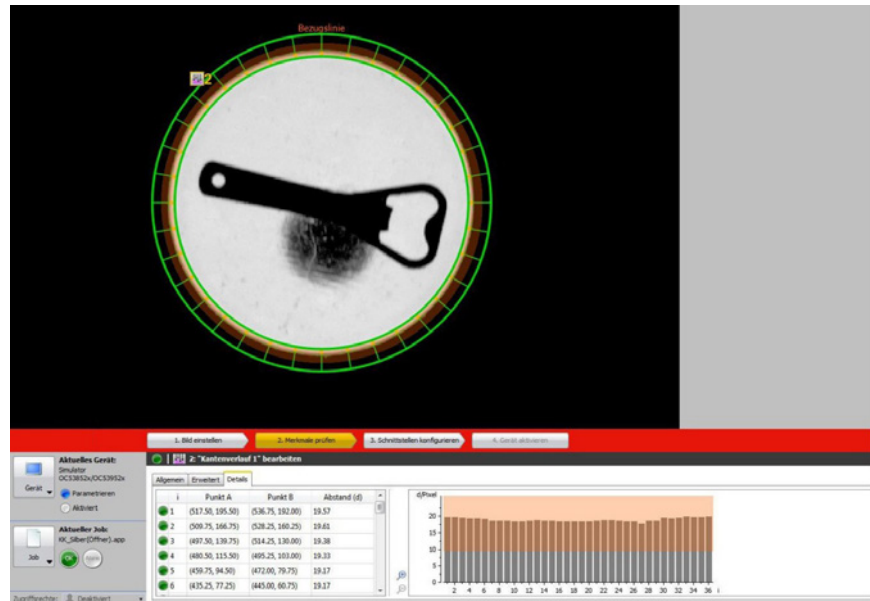 Bezugslinie
2
1. Bild einstellen
2. Merkmale prüfen
3. Schnittstellen konfigurieren
4. Gerät aktivieren
Aktuelles Gerät:
Simulator
OC53852x/OC53952x
Gerät
Parametrieren
Aktiviert
Aktueller Job:
KK_Silber(Öffner).app
Job
OK
Zugriffsrechte: Deaktiviert
2: "Kantenverlauf 1" bearbeiten
Allgemein Erweitert Details
i Punkt A Punkt B Abstand (d)
1 (517.50, 195.50) (536.75, 192.00) 19.57
2 (509.75, 166.75) (528.25, 160.25) 19.61
3 (497.50, 139.75) (514.25, 130.00) 19.38
4 (480.50, 115.50) (495.25, 103.00) 19.33
5 (459.75, 94.50) (472.00, 79.75) 19.17
6 (435.25, 77.25) (445.00, 60.75) 19.17
d/Pixel
20
15
10
5
0
2 4 6 8 10 12 14 16 18 20 22 24 26 28 30 32 34 36 i